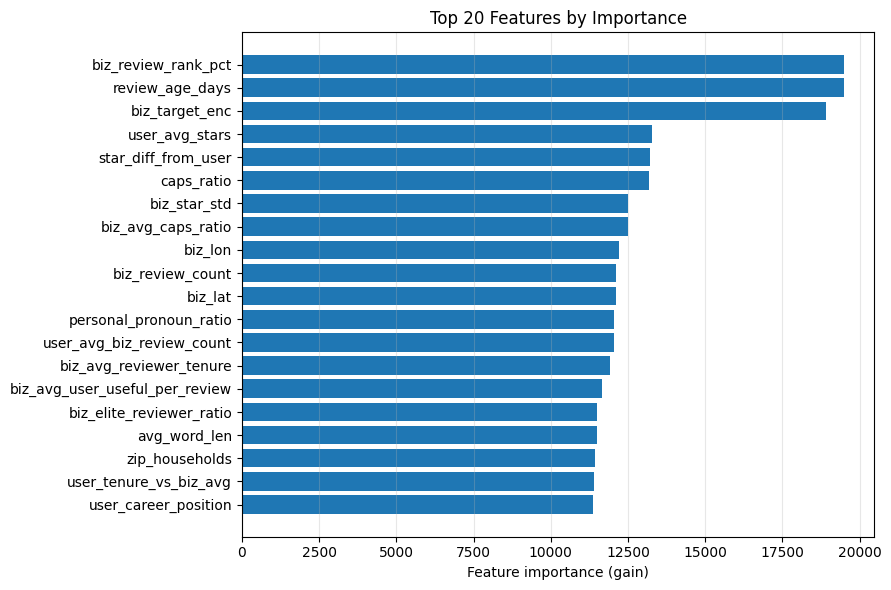 Top 20 Features by Importance
biz_review_rank_pct
review_age_days
biz_target_enc
user_avg_stars
star_diff_from_user
caps_ratio
biz_star_std
biz_avg_caps_ratio
biz_lon
biz_review_count
biz_lat
personal_pronoun_ratio
user_avg_biz_review_count
biz_avg_reviewer_tenure
biz_avg_user_useful_per_review
biz_elite_reviewer_ratio
avg_word_len
zip_households
user_tenure_vs_biz_avg
user_career_position
0 2500 5000 7500 10000 12500 15000 17500 20000
Feature importance (gain)